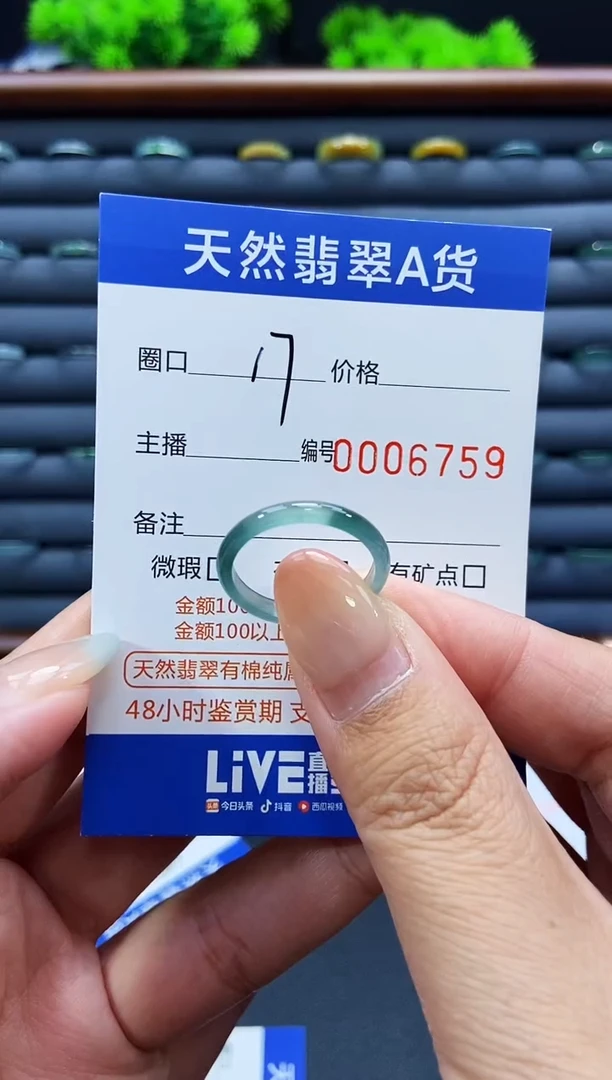 天然翡翠A货
圈口 17 价格
主播 编号0006759
备注
微瑕 有矿点
金额100
金额100以上
天然翡翠有棉纯属
48小时鉴赏期 支
LiVE直播
今日头条 抖音 西瓜视频